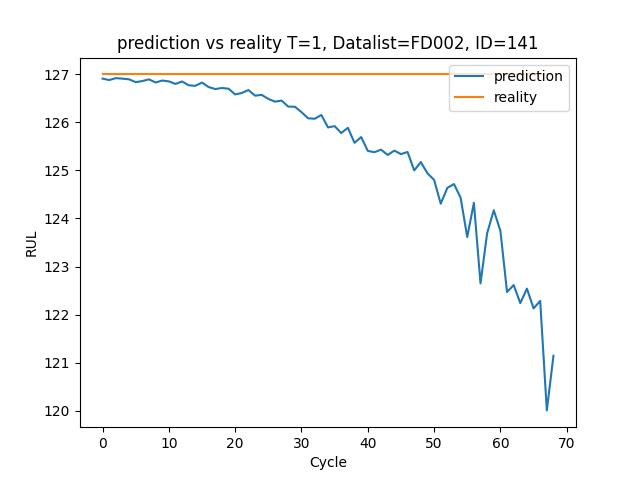 prediction vs reality T=1, Datalist=FD002, ID=141
127
126
125
124
123
122
121
120
RUL
prediction
reality
0 10 20 30 40 50 60 70
Cycle